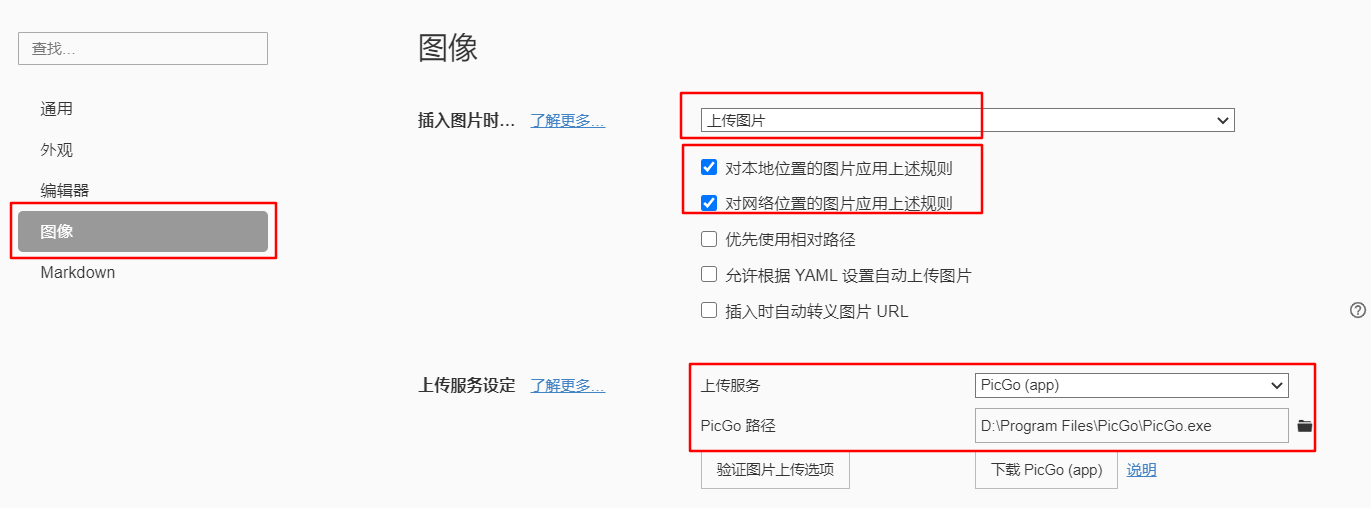 查找...
通用
外观
编辑器
图像
Markdown
图像
插入图片时... 了解更多...
上传图片
对本地位置的图片应用上述规则
对网络位置的图片应用上述规则
优先使用相对路径
允许根据 YAML 设置自动上传图片
插入时自动转义图片 URL
上传服务设定 了解更多...
上传服务 PicGo (app)
PicGo 路径 D:\Program Files\PicGo\PicGo.exe
验证图片上传选项 下载 PicGo (app) 说明